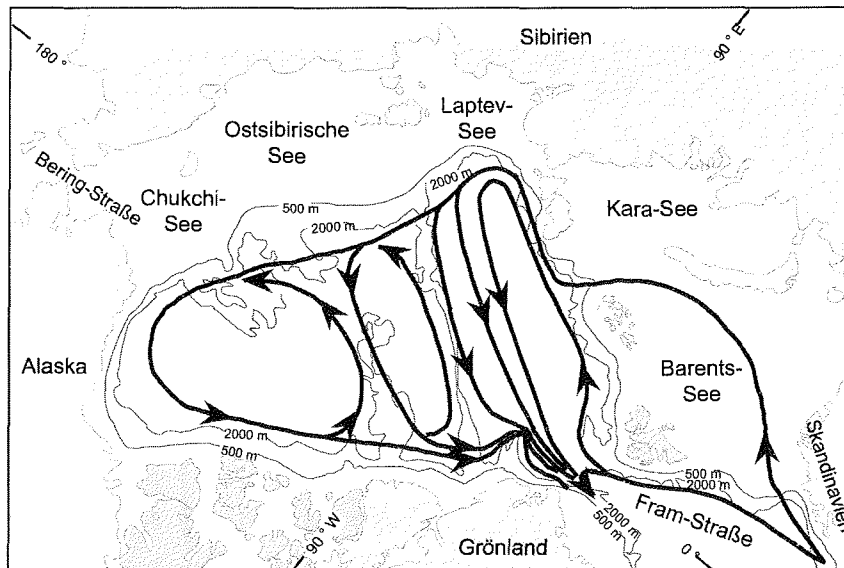 Sibirien
180 °
90 ° E
Laptev-
See
Ostsibirische
See
Bering-Straße
Chukchi-
See
500 m
2000 m
2000 m
Kara-See
Alaska
Barents-
See
2000 m
500 m
500 m
2000 m
Skandinavien
2000 m
500 m
Fram-Straße
90 ° W
Grönland
0 °